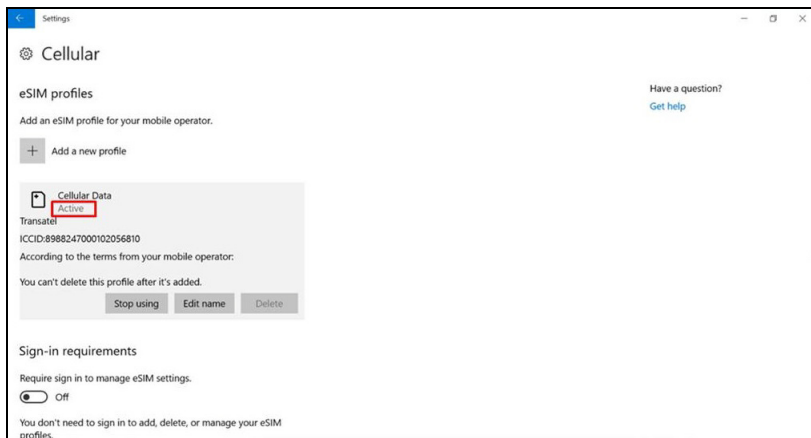 Settings
Cellular
eSIM profiles
Have a question?
Add an eSIM profile for your mobile operator.
Get help
Add a new profile
Cellular Data
Active
Transatel
ICCID:8988247000102056810
According to the terms from your mobile operator:
You can't delete this profile after it's added.
Stop using Edit name Delete
Sign-in requirements
Require sign in to manage eSIM settings.
Off
You don't need to sign in to add, delete, or manage your eSIM
profiles.